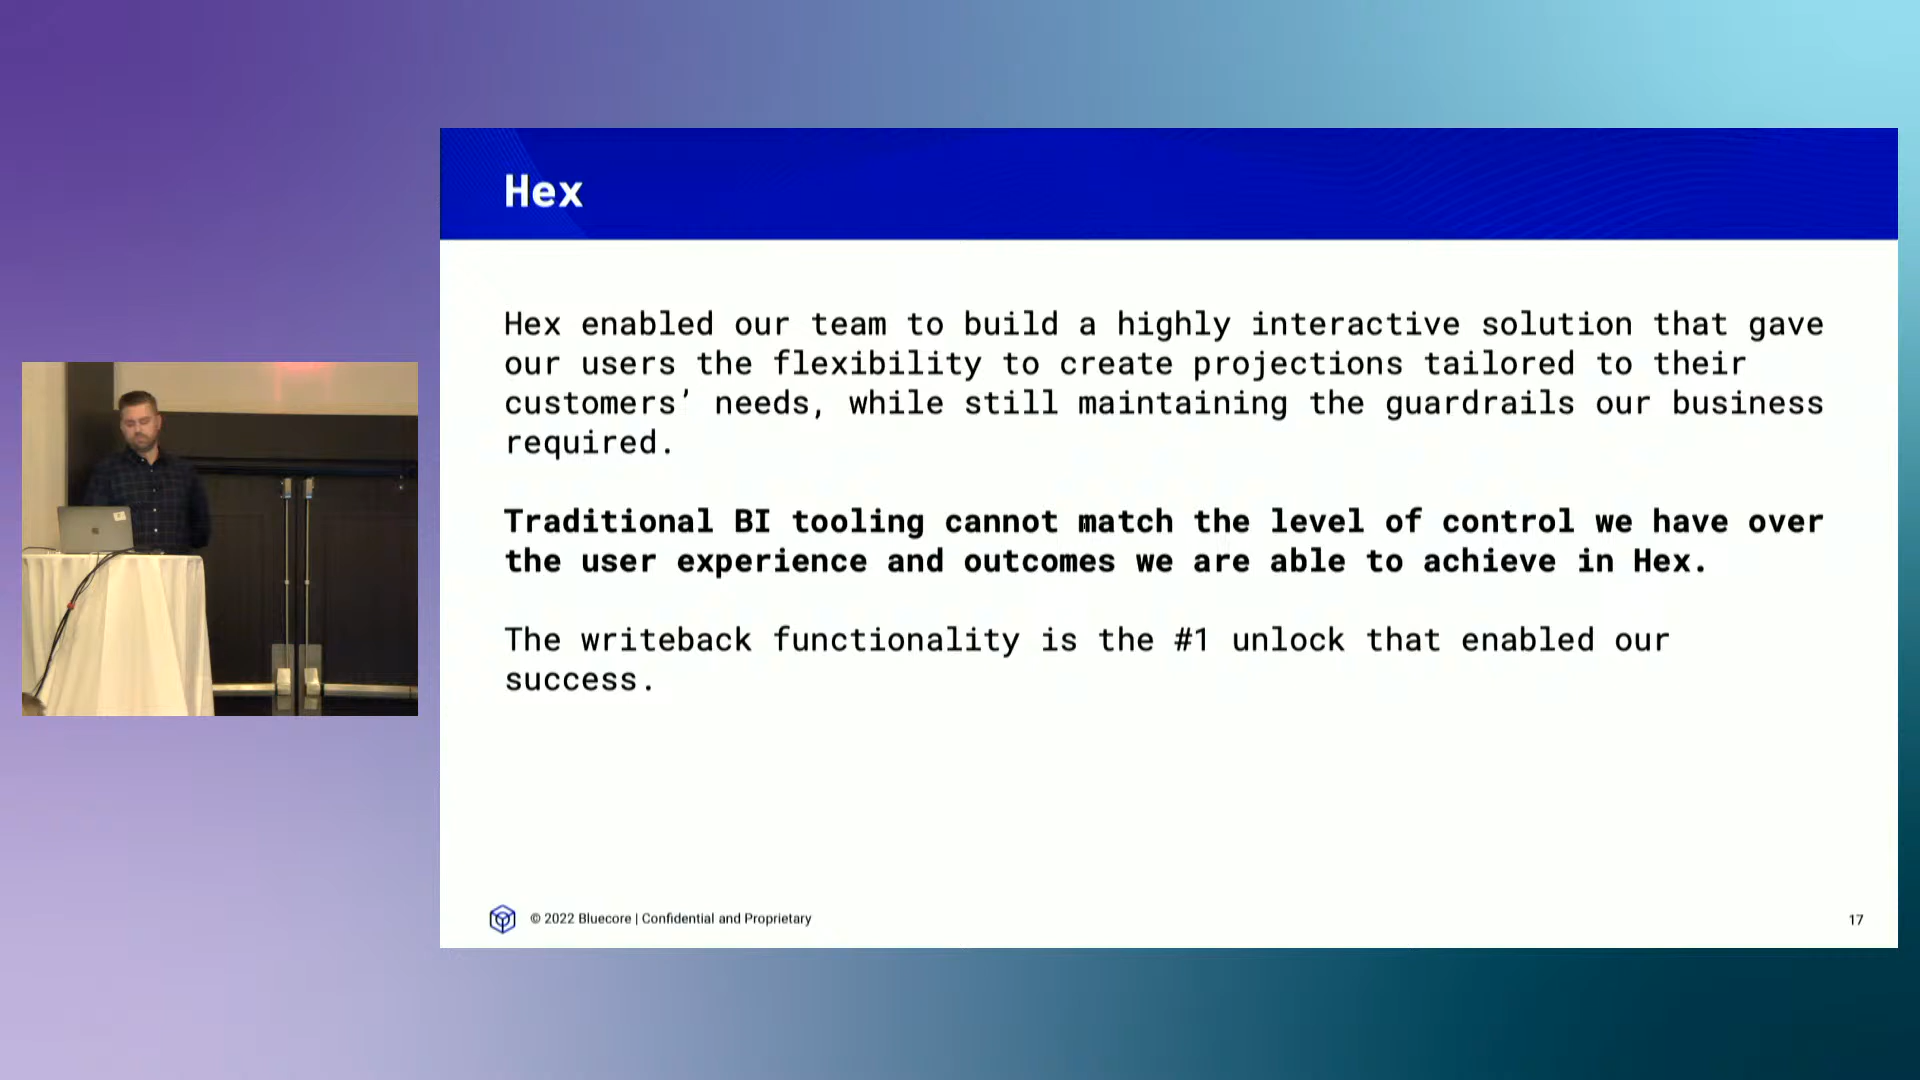 Hex
Hex enabled our team to build a highly interactive solution that gave
our users the flexibility to create projections tailored to their
customers’ needs, while still maintaining the guardrails our business
required.
Traditional BI tooling cannot match the level of control we have over
the user experience and outcomes we are able to achieve in Hex.
The writeback functionality is the #1 unlock that enabled our
success.
© 2022 Bluecore | Confidential and Proprietary
17